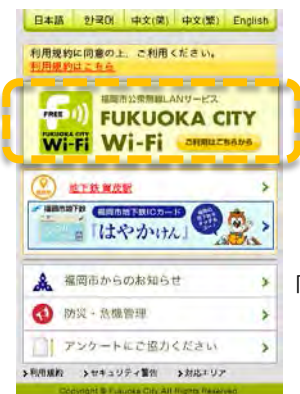 日本語 한국어 中文(簡) 中文(繁) English
利用規約に同意の上、ご利用ください。
利用規約はこちら
FREE
Wi-Fi
FUKUOKA CITY
Wi-Fi
福岡市公衆無線LANサービス
FUKUOKA CITY
Wi-Fi
ご利用はこちらから
地下鉄賀茂駅
福岡市地下鉄
福岡市地下鉄ICカード
『はやかけん』
福岡市からのお知らせ
防災・危機管理
アンケートにご協力ください
利用規約 セキュリティ警告 対応エリア
Copyright © Fukuoka City All Rights Reserved.